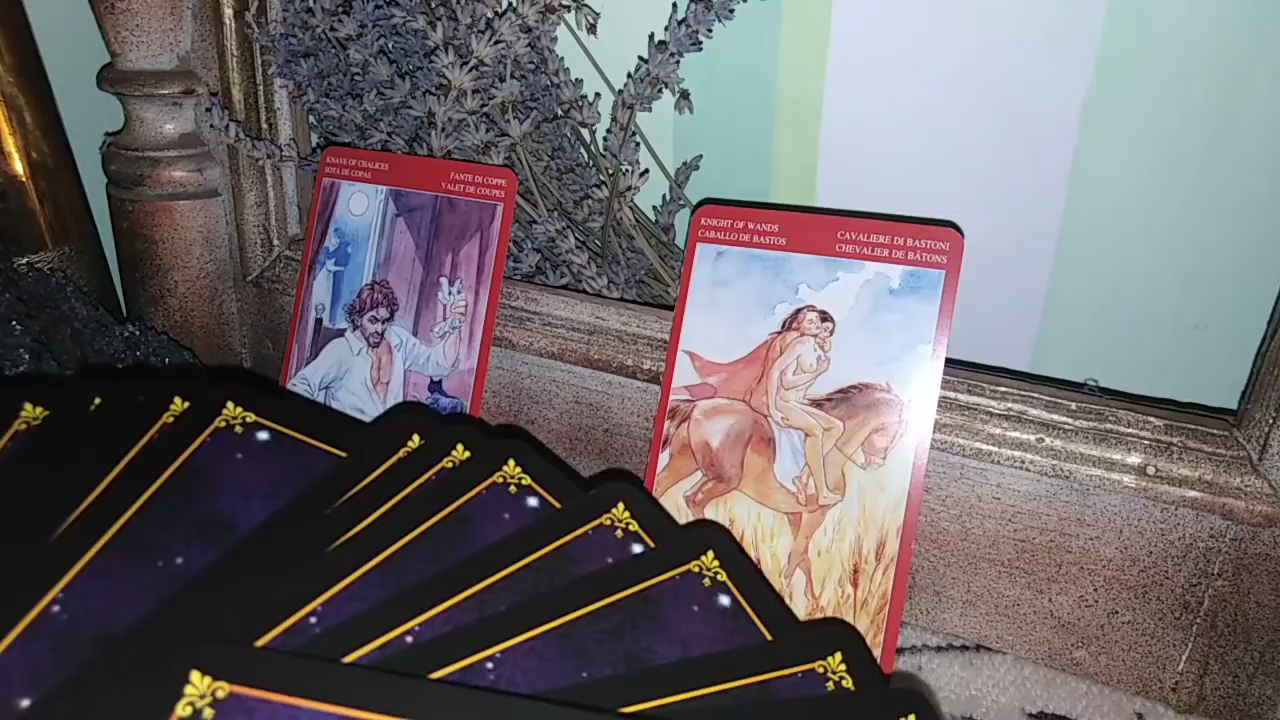 KNAVE OF CHALICES
SOTA DE COPAS
FANTE DI COPPE
VALET DE COUPES
KNIGHT OF WANDS
CABALLO DE BASTOS
CAVALIERE DI BASTONI
CHEVALIER DE BÂTONS